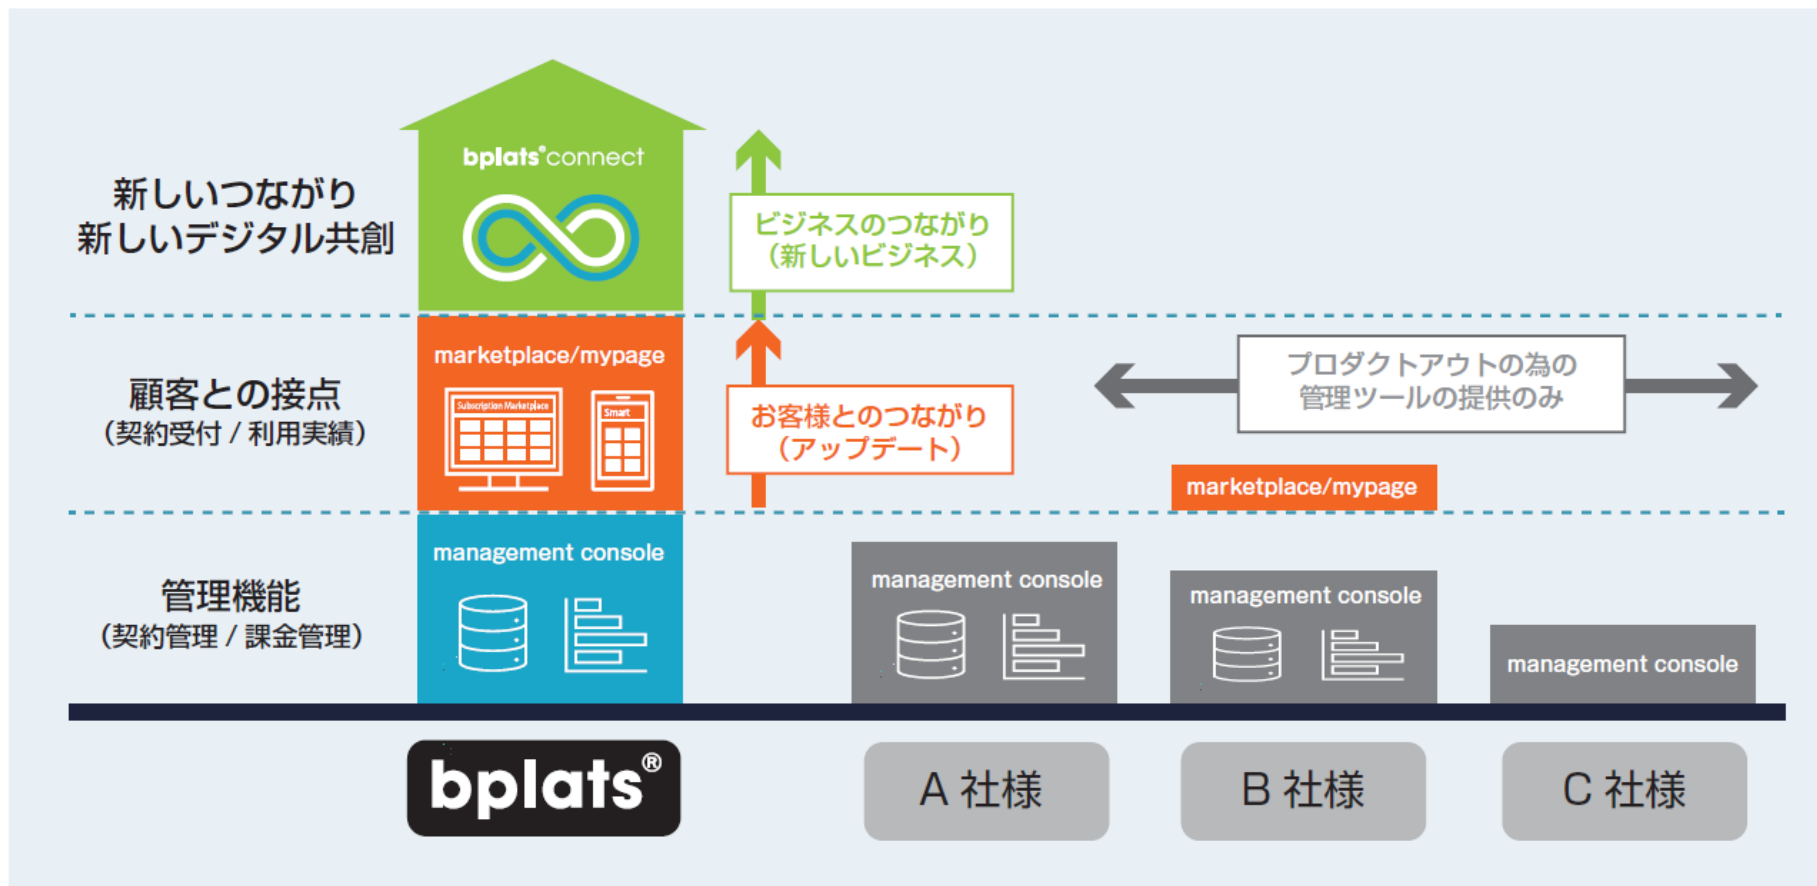 新しいつながり
新しいデジタル共創
bplats®connect
ビジネスのつながり
（新しいビジネス）
顧客との接点
（契約受付 / 利用実績）
marketplace/mypage
Subscription Marketplace
Smart
お客様とのつながり
（アップデート）
プロダクトアウトの為の
管理ツールの提供のみ
marketplace/mypage
管理機能
（契約管理 / 課金管理）
management console
management console
management console
management console
bplats®
A 社様
B 社様
C 社様